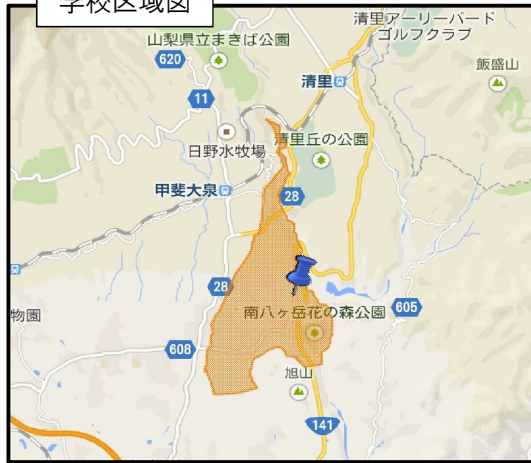 学校区域図
清里アーリーバード
ゴルフクラブ
山梨県立まきば公園
620
飯盛山
清里
11
日野水牧場
清里丘の公園
甲斐大泉
28
28
南八ヶ岳花の森公園
605
物園
608
旭山
141